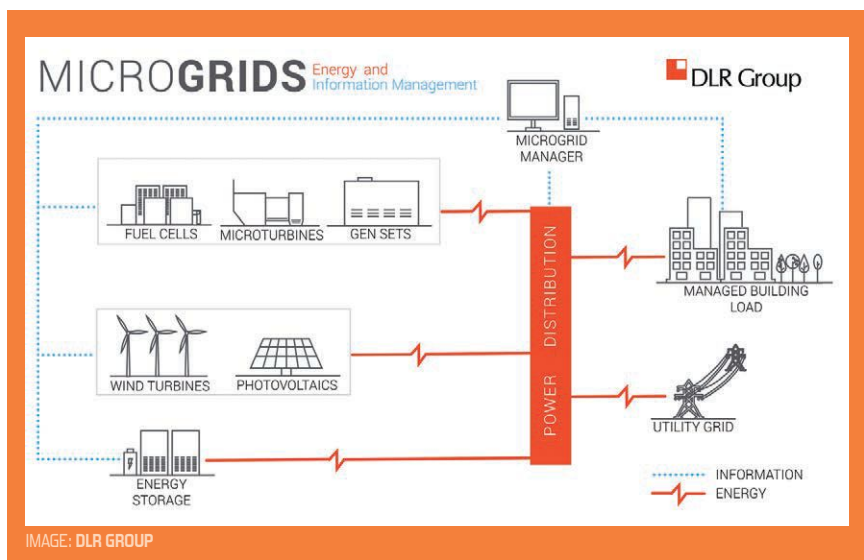 MICROGRIDS
Energy and
Information Management
DLR Group
MICROGRID
MANAGER
FUEL CELLS
MICROTURBINES
GEN SETS
POWER DISTRIBUTION
MANAGED BUILDING
LOAD
WIND TURBINES
PHOTOVOLTAICS
UTILITY GRID
ENERGY
STORAGE
INFORMATION
ENERGY
IMAGE: DLR GROUP